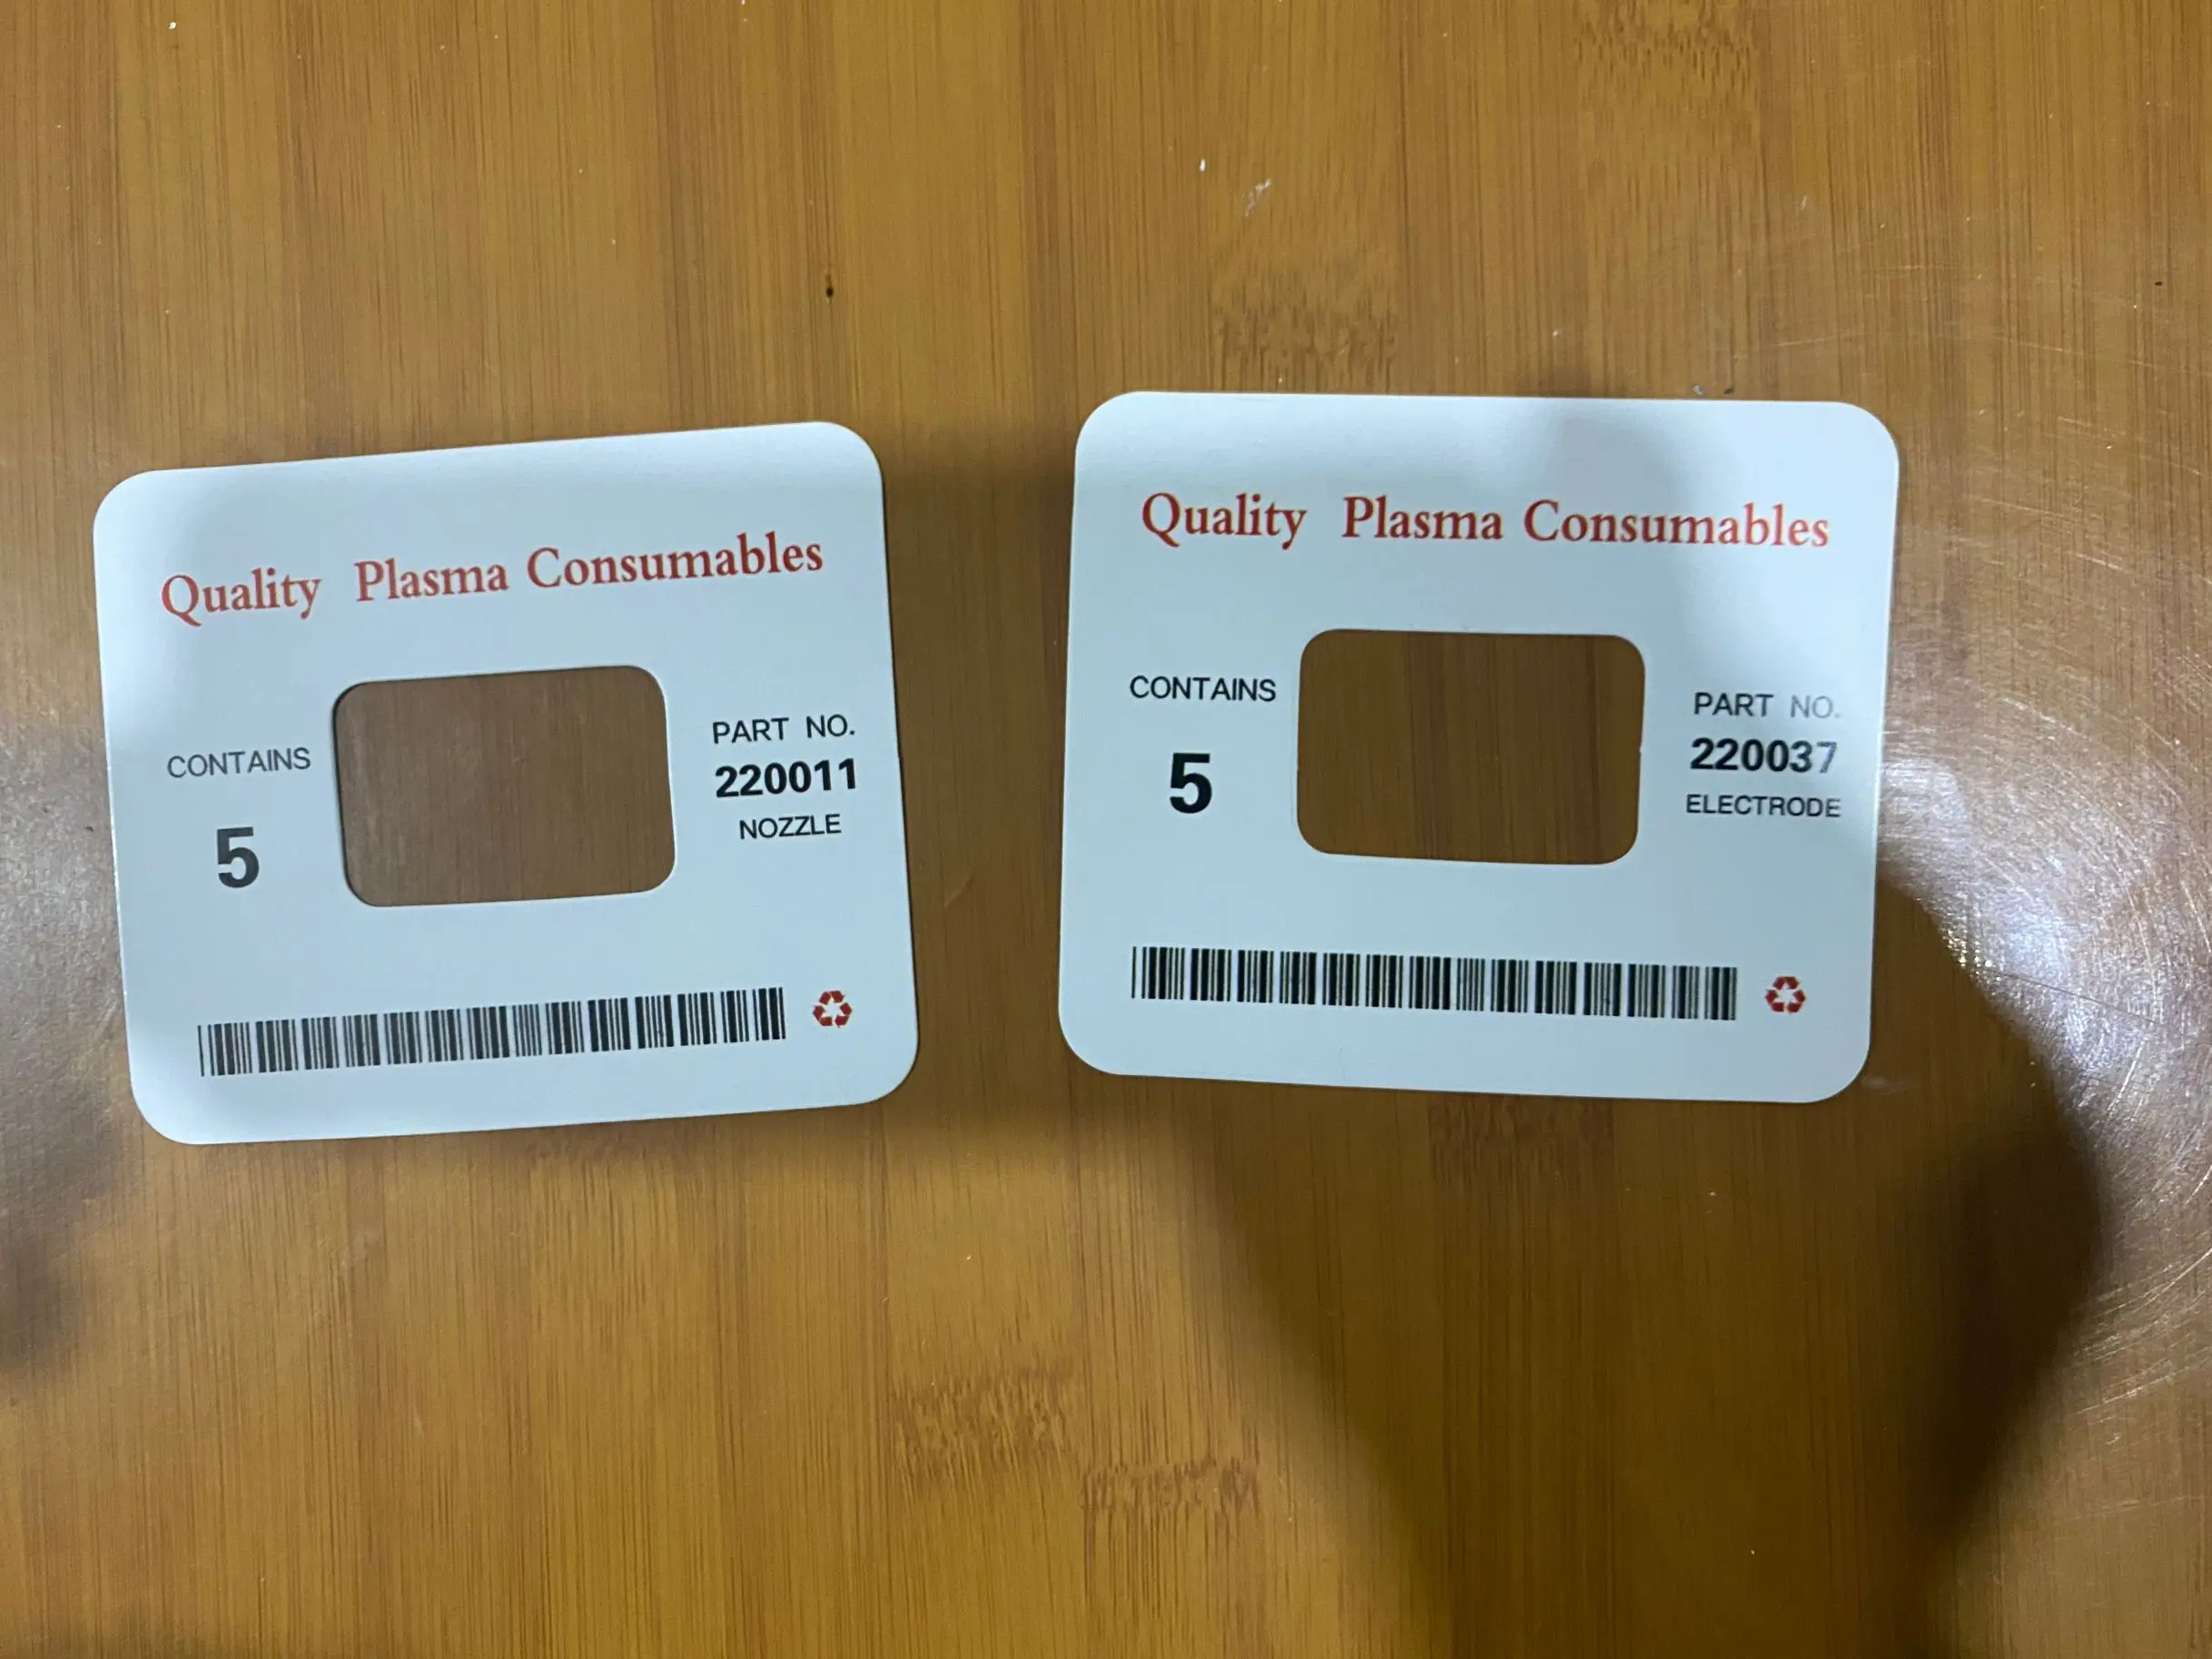 Quality Plasma Consumables
CONTAINS
5
PART NO.
220011
NOZZLE
Quality Plasma Consumables
CONTAINS
5
PART NO.
220037
ELECTRODE